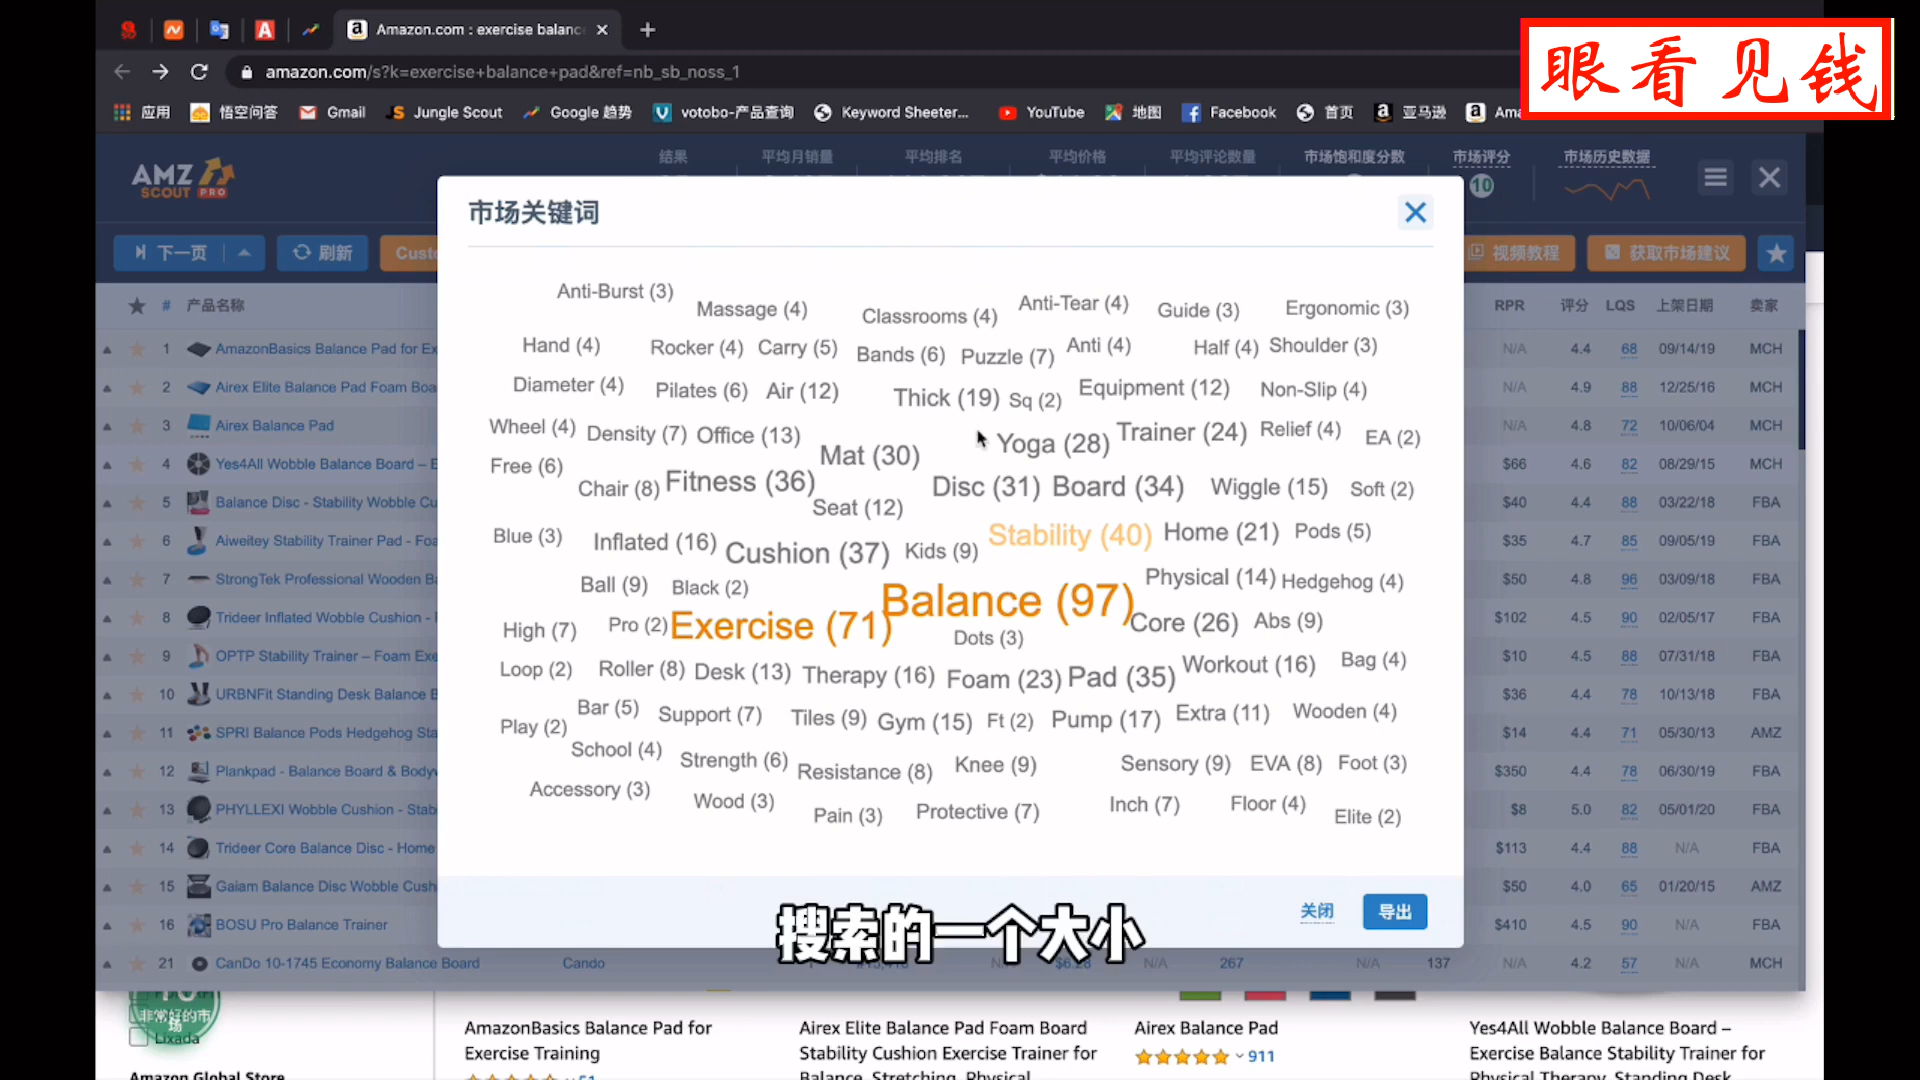 Amazon.com : exercise balanc
眼看见钱
amazon.com/s?k=exercise+balance+pad&ref=nb_sb_noss_1
应用 悟空问答 Gmail Jungle Scout Google 趋势 votobo-产品查询 Keyword Sheeter... YouTube 地图 Facebook 首页 亚马逊 Am
AMZ SCOUT PRO
结果 平均月销量 平均排名 平均价格 平均评论数量 市场饱和度分数 市场评分 市场历史数据
10
市场关键词
下一页 刷新 Custo 视频教程 获取市场建议
# 产品名称 RPR 评分 LQS 上架日期 卖家
Anti-Burst (3) Massage (4) Classrooms (4) Anti-Tear (4) Guide (3) Ergonomic (3)
Hand (4) Rocker (4) Carry (5) Bands (6) Puzzle (7) Anti (4) Half (4) Shoulder (3)
Diameter (4) Pilates (6) Air (12) Thick (19) Sq (2) Equipment (12) Non-Slip (4)
Wheel (4) Density (7) Office (13) Mat (30) Yoga (28) Trainer (24) Relief (4) EA (2)
Free (6) Chair (8) Fitness (36) Seat (12) Disc (31) Board (34) Wiggle (15) Soft (2)
Blue (3) Inflated (16) Cushion (37) Kids (9) Stability (40) Home (21) Pods (5)
Ball (9) Black (2) Balance (97) Physical (14) Hedgehog (4)
High (7) Pro (2) Exercise (71) Dots (3) Core (26) Abs (9)
Loop (2) Roller (8) Desk (13) Therapy (16) Foam (23) Pad (35) Workout (16) Bag (4)
Play (2) Bar (5) Support (7) Tiles (9) Gym (15) Ft (2) Pump (17) Extra (11) Wooden (4)
School (4) Strength (6) Resistance (8) Knee (9) Sensory (9) EVA (8) Foot (3)
Accessory (3) Wood (3) Pain (3) Protective (7) Inch (7) Floor (4) Elite (2)
关闭 导出
1 AmazonBasics Balance Pad for Ex N/A 4.4 68 09/14/19 MCH
2 Airex Elite Balance Pad Foam Boa N/A 4.9 88 12/25/16 MCH
3 Airex Balance Pad N/A 4.8 72 10/06/04 MCH
4 Yes4All Wobble Balance Board – E $66 4.6 82 08/29/15 MCH
5 Balance Disc - Stability Wobble Cu $40 4.4 88 03/22/18 FBA
6 Aiweitey Stability Trainer Pad - Foa $35 4.7 85 09/05/19 FBA
7 StrongTek Professional Wooden Ba $50 4.8 96 03/09/18 FBA
8 Trideer Inflated Wobble Cushion - $102 4.5 90 02/05/17 FBA
9 OPTP Stability Trainer – Foam Exe $10 4.5 88 07/31/18 FBA
10 URBNFit Standing Desk Balance B $36 4.4 78 10/13/18 FBA
11 SPRI Balance Pods Hedgehog Sta $14 4.4 71 05/30/13 AMZ
12 Plankpad - Balance Board & Bodyw $350 4.4 78 06/30/19 FBA
13 PHYLLEXI Wobble Cushion - Stab $8 5.0 82 05/01/20 FBA
14 Trideer Core Balance Disc - Home $113 4.4 88 N/A FBA
15 Gaiam Balance Disc Wobble Cush $50 4.0 65 01/20/15 AMZ
16 BOSU Pro Balance Trainer $410 4.5 90 N/A FBA
21 CanDo 10-1745 Economy Balance Board Cando $6.28 N/A 267 N/A 137 N/A 4.2 57 N/A MCH
搜索的一个大小
非常好的市场
Lixada
Amazon Global Store
AmazonBasics Balance Pad for
Exercise Training
Airex Elite Balance Pad Foam Board
Stability Cushion Exercise Trainer for
Balance, Stretching, Physical
Airex Balance Pad
911
Yes4All Wobble Balance Board –
Exercise Balance Stability Trainer for
Physical Therapy, Standing Desk